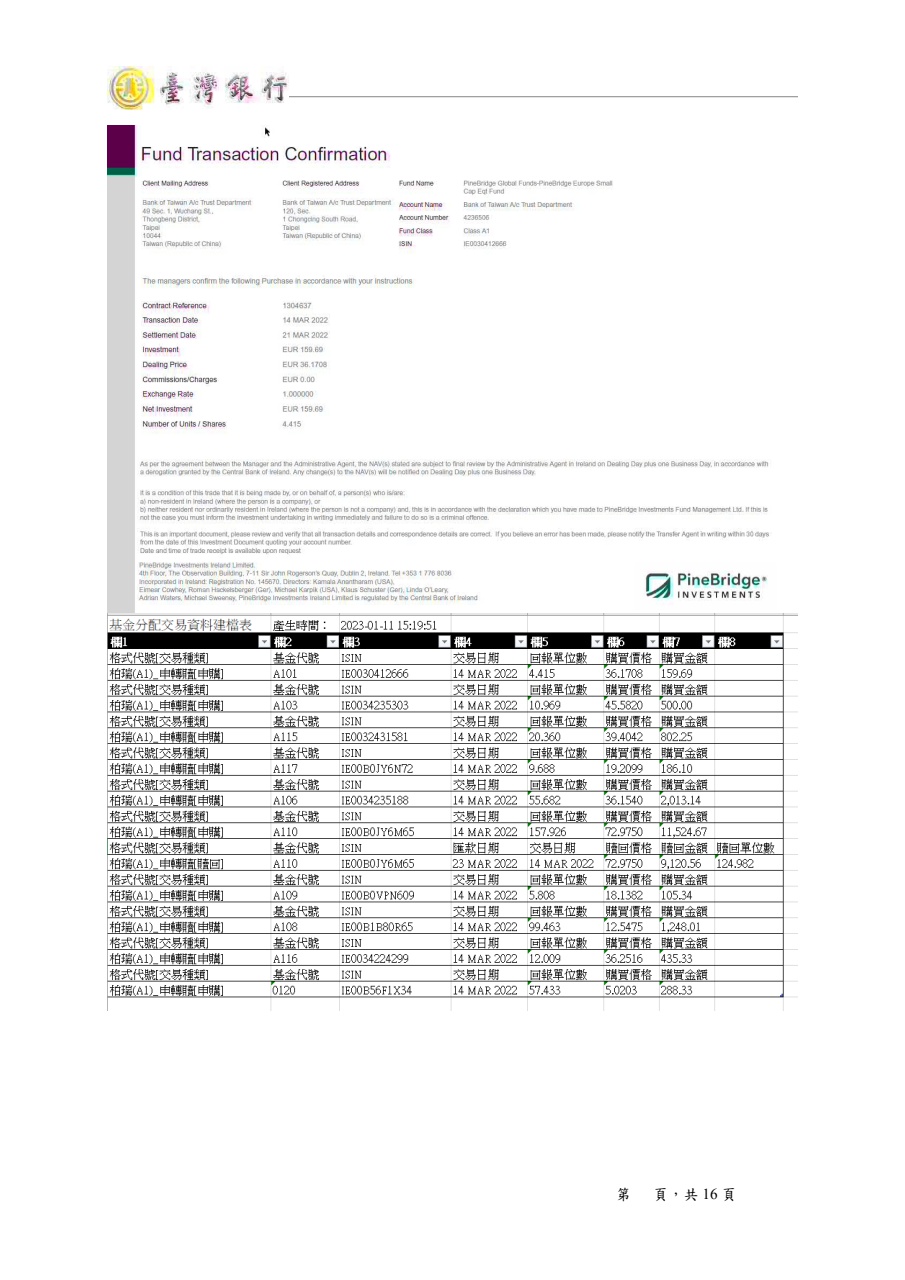 臺灣銀行
Fund Transaction Confirmation
Client Mailing Address
Bank of Taiwan A/c Trust Department
49 Sec. 1, Wuchang St.,
Thongbeng District,
Taipei
10044
Taiwan (Republic of China)
Client Registered Address
Bank of Taiwan A/c Trust Department
120, Sec.
1 Chongcing South Road,
Taipei
Taiwan (Republic of China)
Fund Name PineBridge Global Funds-PineBridge Europe Small
Cap Eqt Fund
Account Name Bank of Taiwan A/c Trust Department
Account Number 4236506
Fund Class Class A1
ISIN IE0030412666
The managers confirm the following Purchase in accordance with your instructions
Contract Reference 1304637
Transaction Date 14 MAR 2022
Settlement Date 21 MAR 2022
Investment EUR 159.69
Dealing Price EUR 36.1708
Commissions/Charges EUR 0.00
Exchange Rate 1.000000
Net Investment EUR 159.69
Number of Units / Shares 4.415
As per the agreement between the Manager and the Administrative Agent, the NAV(s) stated are subject to final review by the Administrative Agent in Ireland on Dealing Day plus one Business Day, in accordance with
a derogation granted by the Central Bank of Ireland. Any change(s) to the NAV(s) will be notified on Dealing Day plus one Business Day.
It is a condition of this trade that it is being made by, or on behalf of, a person(s) who is/are:
a) non-resident in Ireland (where the person is a company), or
b) neither resident nor ordinarily resident in Ireland (where the person is not a company) and, this is in accordance with the declaration which you have made to PineBridge Investments Fund Management Ltd. If this is
not the case you must inform the investment undertaking in writing immediately and failure to do so is a criminal offence.
This is an important document, please review and verify that all transaction details and correspondence details are correct. If you believe an error has been made, please notify the Transfer Agent in writing within 30 days
from the date of this Investment Document quoting your account number.
Date and time of trade receipt is available upon request
PineBridge Investments Ireland Limited.
4th Floor, The Observation Building, 7-11 Sir John Rogerson's Quay, Dublin 2, Ireland. Tel +353 1 776 8036
Incorporated in Ireland: Registration No. 145670. Directors: Kamala Anantharam (USA),
Eimear Cowhey, Roman Hackelsberger (Ger), Michael Karpik (USA), Klaus Schuster (Ger), Linda O'Leary,
Adrian Waters, Michael Sweeney, PineBridge Investments Ireland Limited is regulated by the Central Bank of Ireland
PineBridge®
INVESTMENTS
基金分配交易資料建檔表 產生時間： 2023-01-11 15:19:51
欄1 欄2 欄3 欄4 欄5 欄6 欄7 欄8
格式代號[交易種類] 基金代號 ISIN 交易日期 回報單位數 購買價格 購買金額
柏瑞(A1)_申轉贖[申購] A101 IE0030412666 14 MAR 2022 4.415 36.1708 159.69
格式代號[交易種類] 基金代號 ISIN 交易日期 回報單位數 購買價格 購買金額
柏瑞(A1)_申轉贖[申購] A103 IE0034235303 14 MAR 2022 10.969 45.5820 500.00
格式代號[交易種類] 基金代號 ISIN 交易日期 回報單位數 購買價格 購買金額
柏瑞(A1)_申轉贖[申購] A115 IE0032431581 14 MAR 2022 20.360 39.4042 802.25
格式代號[交易種類] 基金代號 ISIN 交易日期 回報單位數 購買價格 購買金額
柏瑞(A1)_申轉贖[申購] A117 IE00B0JY6N72 14 MAR 2022 9.688 19.2099 186.10
格式代號[交易種類] 基金代號 ISIN 交易日期 回報單位數 購買價格 購買金額
柏瑞(A1)_申轉贖[申購] A106 IE0034235188 14 MAR 2022 55.682 36.1540 2,013.14
格式代號[交易種類] 基金代號 ISIN 交易日期 回報單位數 購買價格 購買金額
柏瑞(A1)_申轉贖[申購] A110 IE00B0JY6M65 14 MAR 2022 157.926 72.9750 11,524.67
格式代號[交易種類] 基金代號 ISIN 匯款日期 交易日期 贖回價格 贖回金額 贖回單位數
柏瑞(A1)_申轉贖[贖回] A110 IE00B0JY6M65 23 MAR 2022 14 MAR 2022 72.9750 9,120.56 124.982
格式代號[交易種類] 基金代號 ISIN 交易日期 回報單位數 購買價格 購買金額
柏瑞(A1)_申轉贖[申購] A109 IE00B0VPN609 14 MAR 2022 5.808 18.1382 105.34
格式代號[交易種類] 基金代號 ISIN 交易日期 回報單位數 購買價格 購買金額
柏瑞(A1)_申轉贖[申購] A108 IE00B1B80R65 14 MAR 2022 99.463 12.5475 1,248.01
格式代號[交易種類] 基金代號 ISIN 交易日期 回報單位數 購買價格 購買金額
柏瑞(A1)_申轉贖[申購] A116 IE0034224299 14 MAR 2022 12.009 36.2516 435.33
格式代號[交易種類] 基金代號 ISIN 交易日期 回報單位數 購買價格 購買金額
柏瑞(A1)_申轉贖[申購] 0120 IE00B56F1X34 14 MAR 2022 57.433 5.0203 288.33
第 頁，共 16 頁